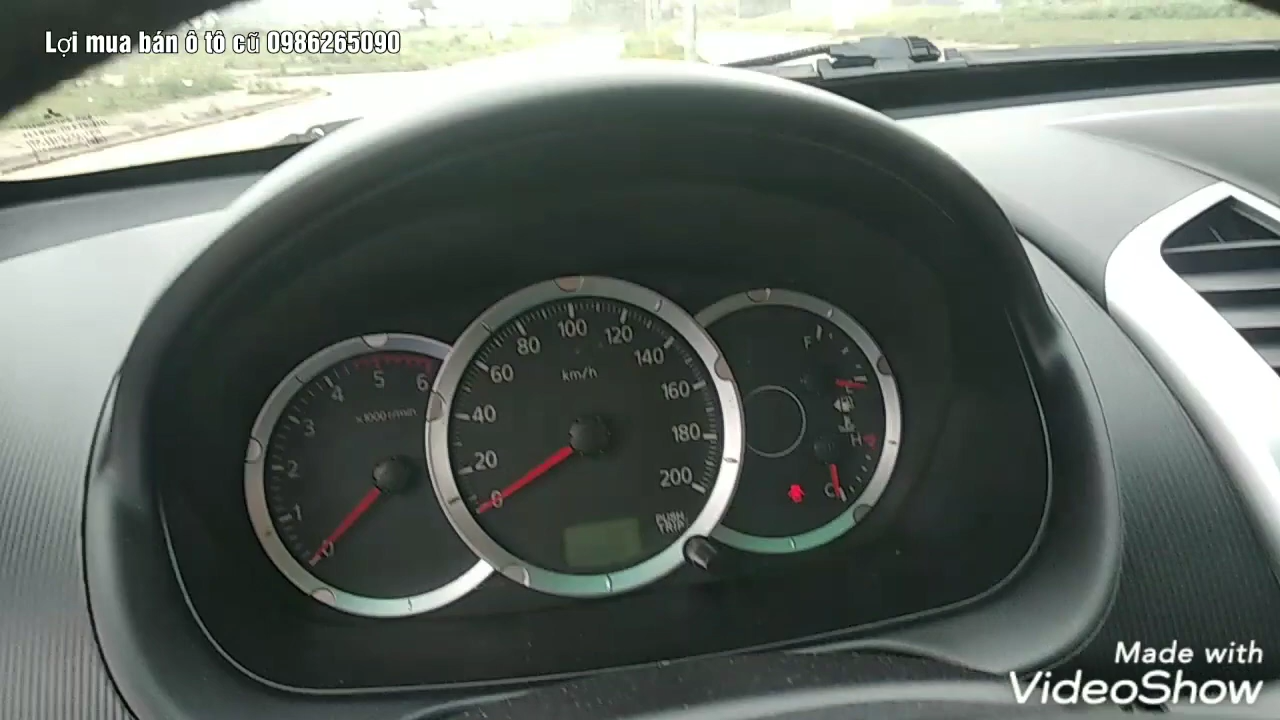 Lợi mua bán ô tô cũ 0986265090
0
1
2
3
4
5
6
x1000 r/min
0
20
40
60
80
100
120
140
160
180
200
km/h
PUSH
TRIP
F
H
C
Made with
VideoShow